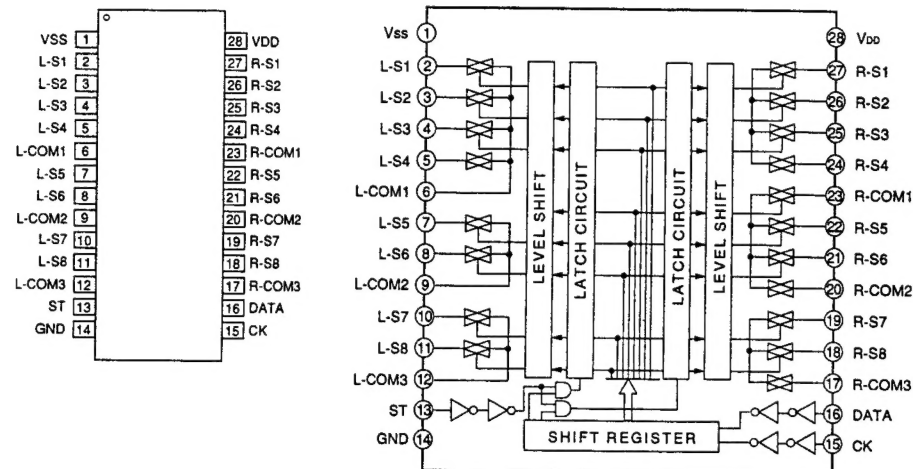 VSS 1 28 VDD
L-S1 2 27 R-S1
L-S2 3 26 R-S2
L-S3 4 25 R-S3
L-S4 5 24 R-S4
L-COM1 6 23 R-COM1
L-S5 7 22 R-S5
L-S6 8 21 R-S6
L-COM2 9 20 R-COM2
L-S7 10 19 R-S7
L-S8 11 18 R-S8
L-COM3 12 17 R-COM3
ST 13 16 DATA
GND 14 15 CK
Vss 1 28 VDD
L-S1 2 27 R-S1
L-S2 3 26 R-S2
L-S3 4 25 R-S3
L-S4 5 24 R-S4
L-COM1 6 23 R-COM1
L-S5 7 22 R-S5
L-S6 8 21 R-S6
L-COM2 9 20 R-COM2
L-S7 10 19 R-S7
L-S8 11 18 R-S8
L-COM3 12 17 R-COM3
ST 13 16 DATA
GND 14 15 CK
LEVEL SHIFT
LATCH CIRCUIT
LATCH CIRCUIT
LEVEL SHIFT
SHIFT REGISTER